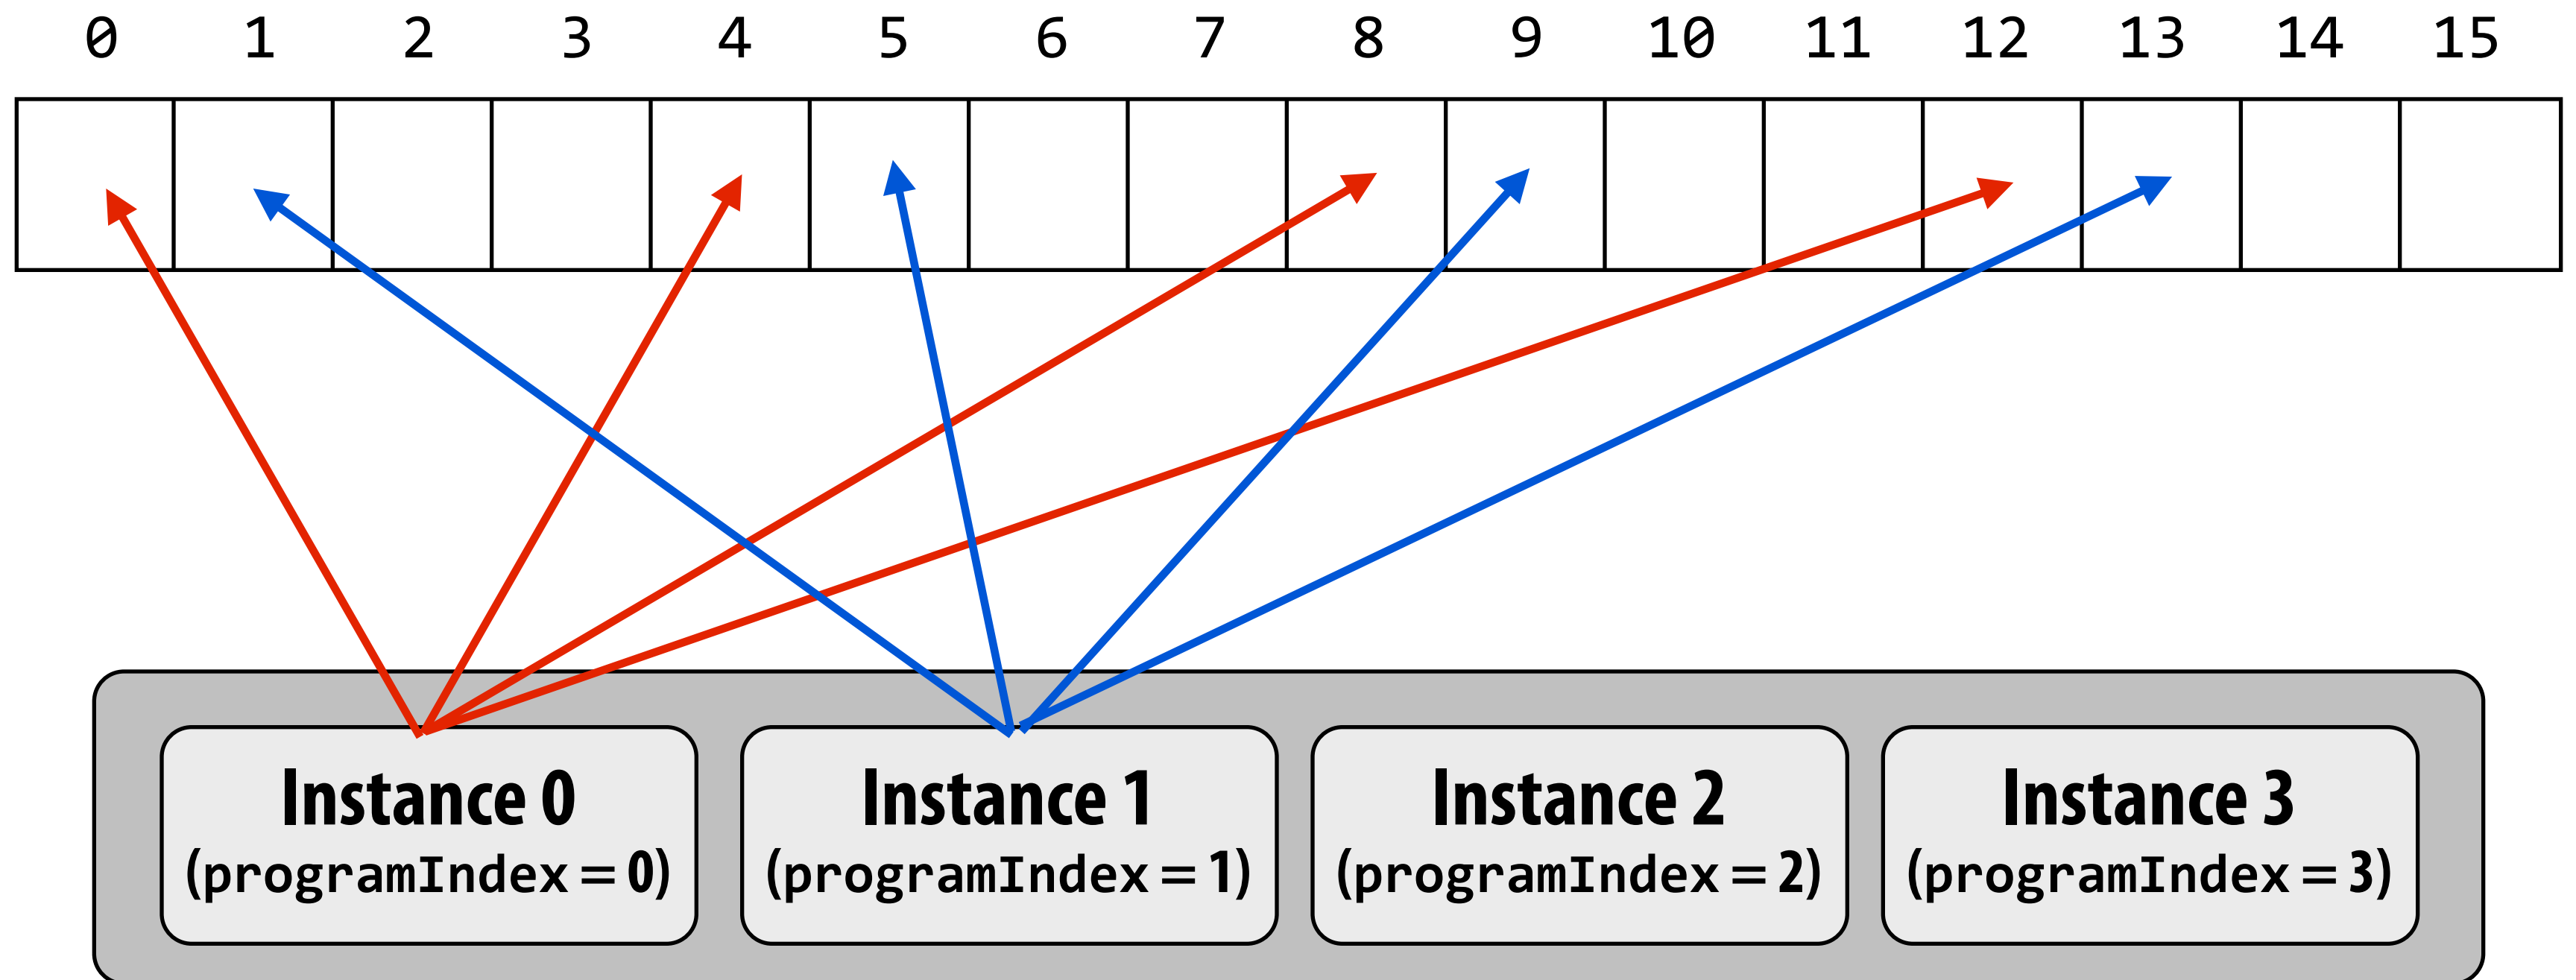 0 1 2 3 4 5 6 7 8 9 10 11 12 13 14 15
Instance 0
(programIndex = 0)
Instance 1
(programIndex = 1)
Instance 2
(programIndex = 2)
Instance 3
(programIndex = 3)